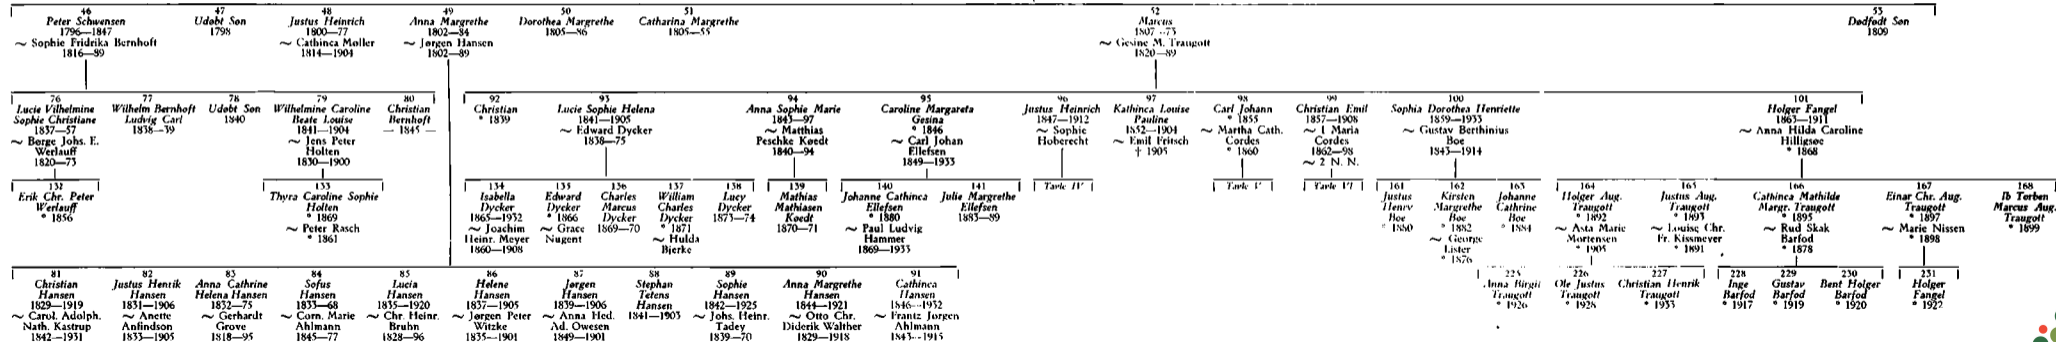 46
Peter Schwensen
1796—1847
~ Sophie Fridrika Bernhoft
1816—89
47
Udøbt Søn
1798
48
Justus Heinrich
1800—77
~ Cathinca Møller
1814—1904
49
Anna Margrethe
1802—84
~ Jørgen Hansen
1802—89
50
Dorothea Margrethe
1805—86
51
Catharina Margrethe
1805—55
52
Marcus
1807—73
~ Gesine M. Traugott
1820—89
53
Dødfødt Søn
1809
76
Lucie Vilhelmine
Sophie Christiane
1837—57
~ Børge Johs. E.
Werlauff
1820—73
77
Wilhelm Bernhoft
Ludvig Carl
1838—39
78
Udøbt Søn
1840
79
Wilhelmine Caroline
Beate Louise
1841—1904
~ Jens Peter
Holten
1830—1900
80
Christian
Bernhoft
— 1845 —
92
Christian
* 1839
93
Lucie Sophie Helena
1841—1905
~ Edward Dycker
1838—75
94
Anna Sophie Marie
1843—97
~ Matthias
Peschke Køedt
1840—94
95
Caroline Margareta
Gesina
* 1846
~ Carl Johan
Ellefsen
1849—1933
96
Justus Heinrich
1847—1912
~ Sophie
Hoberecht
97
Kathinca Louise
Pauline
1852—1904
~ Emil Fritsch
† 1905
98
Carl Johann
* 1855
~ Martha Cath.
Cordes
* 1860
99
Christian Emil
1857—1908
~ 1 Maria
Cordes
1862—98
~ 2 N. N.
100
Sophia Dorothea Henriette
1859—1933
~ Gustav Berthinius
Boe
1843—1914
101
Holger Fangel
1863—1911
~ Anna Hilda Caroline
Hilligsøe
* 1868
132
Erik Chr. Peter
Werlauff
* 1856
133
Thyra Caroline Sophie
Holten
* 1869
~ Peter Rasch
* 1861
134
Isabella
Dycker
1865—1932
~ Joachim
Heinr. Meyer
1860—1908
135
Edward
Dycker
* 1866
~ Grace
Nugent
136
Charles
Marcus
Dycker
1869—70
137
William
Charles
Dycker
* 1871
~ Hulda
Bjerke
138
Lucy
Dycker
1873—74
139
Mathias
Mathiasen
Køedt
1870—71
140
Johanne Cathinca
Ellefsen
* 1880
~ Paul Ludvig
Hammer
1869—1933
141
Julie Margrethe
Ellefsen
1883—89
Tavle IV
Tavle V
Tavle VI
161
Justus
Henry
Boe
* 1880
162
Kirsten
Margrethe
Boe
* 1882
~ George
Lister
* 1876
163
Johanne
Cathrine
Boe
* 1884
164
Holger Aug.
Traugott
* 1892
~ Asta Marie
Mortensen
* 1905
165
Justus Aug.
Traugott
* 1893
~ Louise Chr.
Fr. Kissmeyer
* 1891
166
Cathinca Mathilde
Margr. Traugott
* 1895
~ Rud Skak
Barfod
* 1878
167
Einar Chr. Aug.
Traugott
* 1897
~ Marie Nissen
* 1898
168
Ib Torben
Marcus Aug.
Traugott
* 1899
81
Christian
Hansen
1829—1919
~ Carol. Adolph.
Nath. Kastrup
1842—1931
82
Justus Henrik
Hansen
1831—1906
~ Anette
Anfindson
1833—1905
83
Anna Cathrine
Helena Hansen
1832—75
~ Gerhardt
Grove
1818—95
84
Sofus
Hansen
1833—68
~ Corn. Marie
Ahlmann
1845—77
85
Lucia
Hansen
1835—1920
~ Chr. Heinr.
Bruhn
1828—96
86
Helene
Hansen
1837—1905
~ Jørgen Peter
Witzke
1835—1901
87
Jørgen
Hansen
1839—1906
~ Anna Hed.
Ad. Owesen
1849—1901
88
Stephan
Tetens
Hansen
1841—1903
89
Sophie
Hansen
1842—1925
~ Johs. Heinr.
Tadey
1839—70
90
Anna Margrethe
Hansen
1844—1921
~ Otto Chr.
Diderik Walther
1829—1918
91
Cathinca
Hansen
1846—1932
~ Frantz Jørgen
Ahlmann
1843—1915
225
Anna Birgit
Traugott
* 1926
226
Ole Justus
Traugott
* 1928
227
Christian Henrik
Traugott
* 1933
228
Inge
Barfod
* 1917
229
Gustav
Barfod
* 1919
230
Bent Holger
Barfod
* 1920
231
Holger
Fangel
* 1922